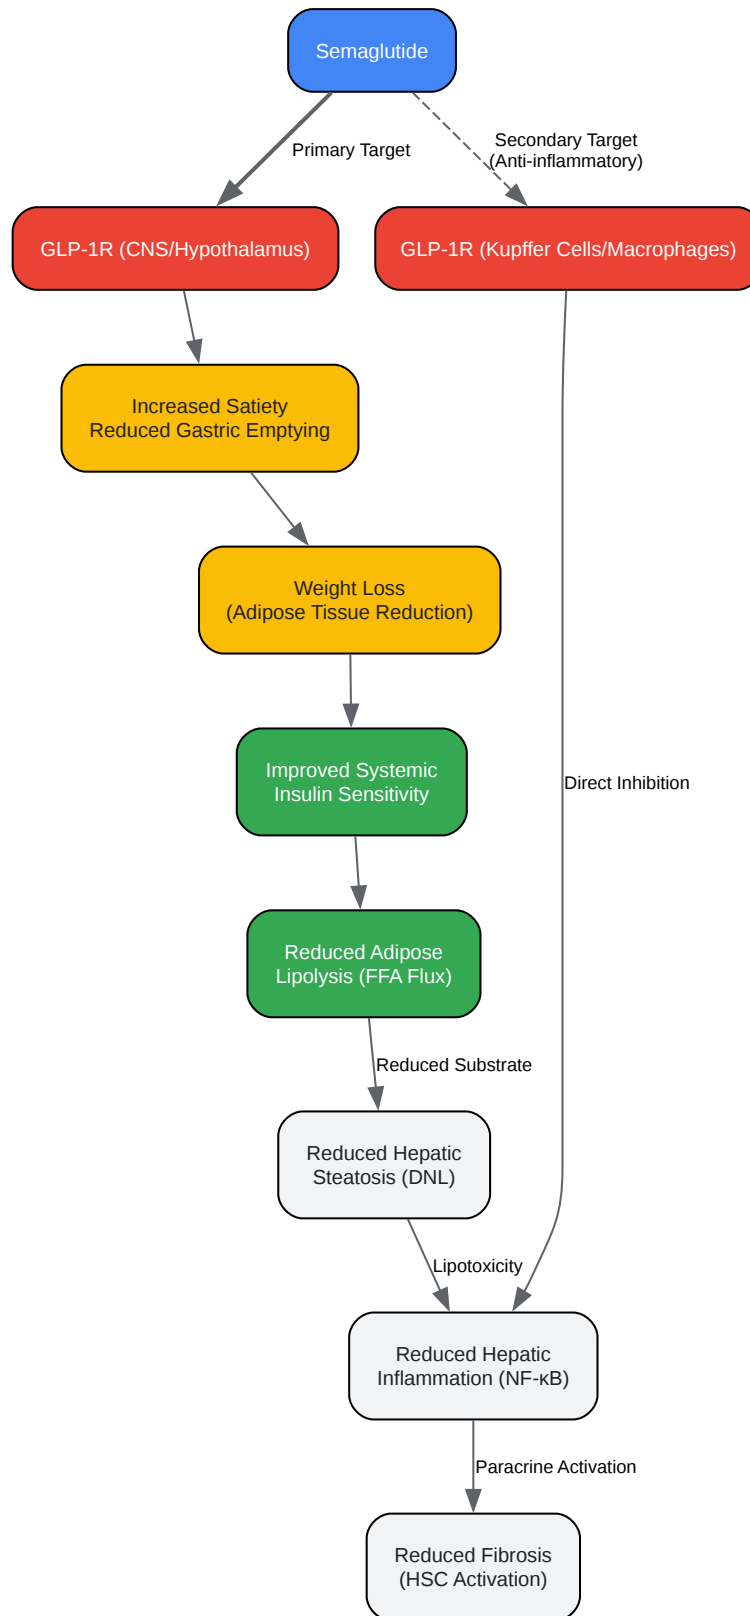 Semaglutide
Primary Target
Secondary Target
(Anti-inflammatory)
GLP-1R (CNS/Hypothalamus)
GLP-1R (Kupffer Cells/Macrophages)
Increased Satiety
Reduced Gastric Emptying
Weight Loss
(Adipose Tissue Reduction)
Improved Systemic
Insulin Sensitivity
Direct Inhibition
Reduced Adipose
Lipolysis (FFA Flux)
Reduced Substrate
Reduced Hepatic
Steatosis (DNL)
Lipotoxicity
Reduced Hepatic
Inflammation (NF-κB)
Paracrine Activation
Reduced Fibrosis
(HSC Activation)